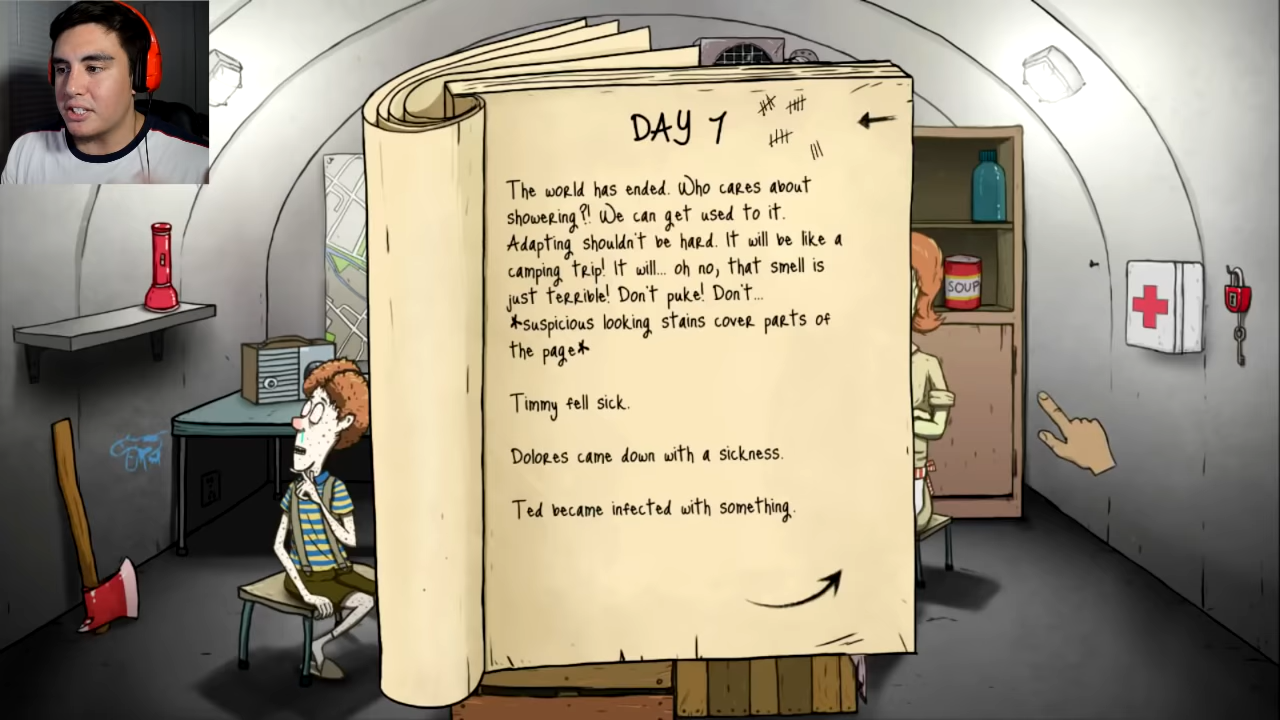 DAY 7
The world has ended. Who cares about
showering?! We can get used to it.
Adapting shouldn't be hard. It will be like a
camping trip! It will... oh no, that smell is
just terrible! Don't puke! Don't...
*suspicious looking stains cover parts of
the page*
Timmy fell sick.
Dolores came down with a sickness.
Ted became infected with something.
SOUP